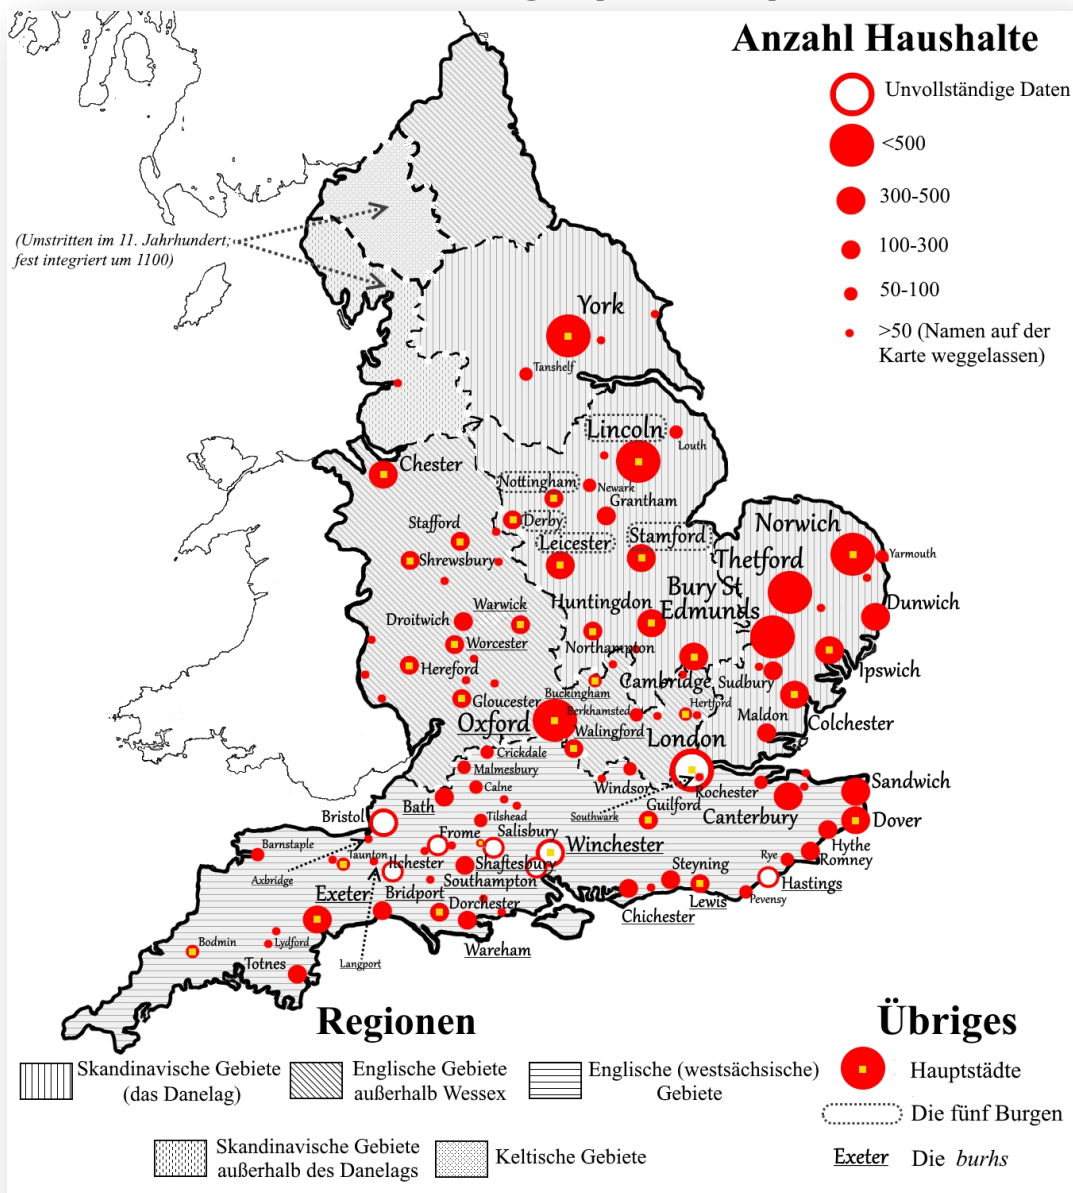 Anzahl Haushalte
Unvollständige Daten
<500
300-500
100-300
50-100
>50 (Namen auf der
Karte weggelassen)
(Umstritten im 11. Jahrhundert;
fest integriert um 1100)
York
Tanshelf
Lincoln
Louth
Chester
Nottingham
Newark
Grantham
Stafford
Derby
Stamford
Norwich
Leicester
Shrewsbury
Thetford
Yarmouth
Bury St
Edmunds
Warwick
Huntingdon
Dunwich
Droitwich
Worcester
Northampton
Hereford
Cambridge
Sudbury
Ipswich
Buckingham
Gloucester
Hertford
Berkhamsted
Maldon
Colchester
Oxford
Walingford
London
Crickdale
Malmesbury
Windsor
Rochester
Sandwich
Calne
Bath
Guilford
Canterbury
Southwark
Bristol
Tilshead
Dover
Frome
Salisbury
Winchester
Hythe
Barnstaple
Taunton
Ilchester
Shaftesbury
Steyning
Rye
Romney
Axbridge
Southampton
Hastings
Exeter
Bridport
Dorchester
Lewis
Pevensy
Chichester
Bodmin
Lydford
Wareham
Totnes
Langport
Regionen
Übriges
Skandinavische Gebiete
(das Danelag)
Englische Gebiete
außerhalb Wessex
Englische (westsächsische)
Gebiete
Hauptstädte
Die fünf Burgen
Skandinavische Gebiete
außerhalb des Danelags
Keltische Gebiete
Exeter Die burhs